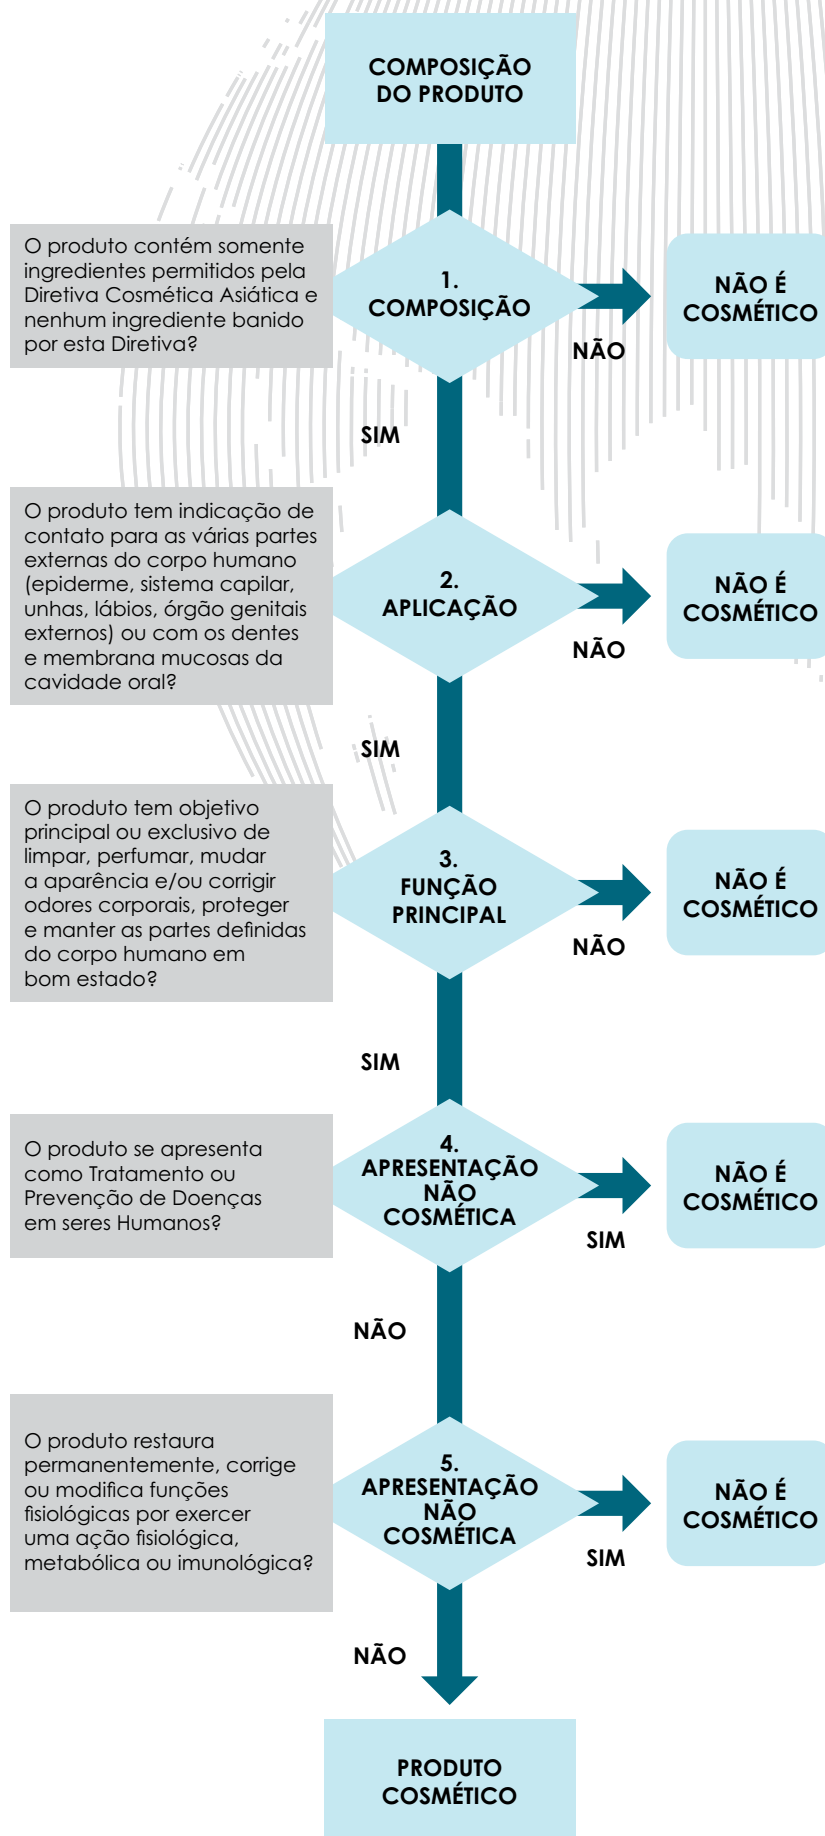 COMPOSIÇÃO
DO PRODUTO
O produto contém somente
ingredientes permitidos pela
Diretiva Cosmética Asiática e
nenhum ingrediente banido
por esta Diretiva?
1.
COMPOSIÇÃO
NÃO
NÃO É
COSMÉTICO
SIM
O produto tem indicação de
contato para as várias partes
externas do corpo humano
(epiderme, sistema capilar,
unhas, lábios, órgão genitais
externos) ou com os dentes
e membrana mucosas da
cavidade oral?
2.
APLICAÇÃO
NÃO
NÃO É
COSMÉTICO
SIM
O produto tem objetivo
principal ou exclusivo de
limpar, perfumar, mudar
a aparência e/ou corrigir
odores corporais, proteger
e manter as partes definidas
do corpo humano em
bom estado?
3.
FUNÇÃO
PRINCIPAL
NÃO
NÃO É
COSMÉTICO
SIM
O produto se apresenta
como Tratamento ou
Prevenção de Doenças
em seres Humanos?
4.
APRESENTAÇÃO
NÃO
COSMÉTICA
SIM
NÃO É
COSMÉTICO
NÃO
O produto restaura
permanentemente, corrige
ou modifica funções
fisiológicas por exercer
uma ação fisiológica,
metabólica ou imunológica?
5.
APRESENTAÇÃO
NÃO
COSMÉTICA
SIM
NÃO É
COSMÉTICO
NÃO
PRODUTO
COSMÉTICO